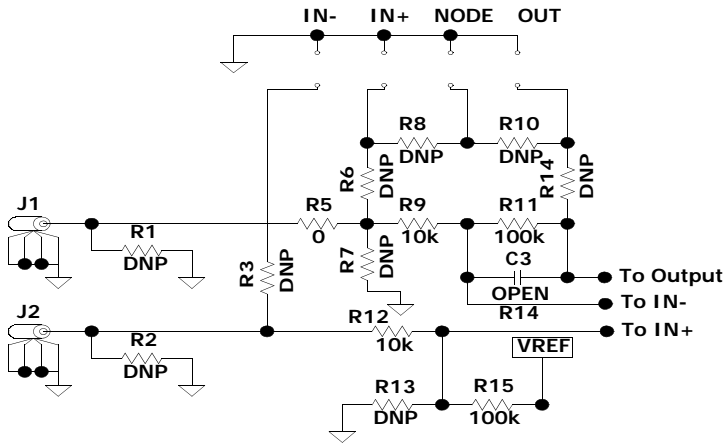 IN- IN+ NODE OUT
R8 R10
DNP DNP
R6 DNP R14 DNP
J1
R5 R9 R11
R1 0 10k 100k
DNP
R3 DNP R7 DNP C3
To Output
OPEN
To IN-
J2 R12 R14
To IN+
R2 10k VREF
DNP
R13 R15
DNP 100k